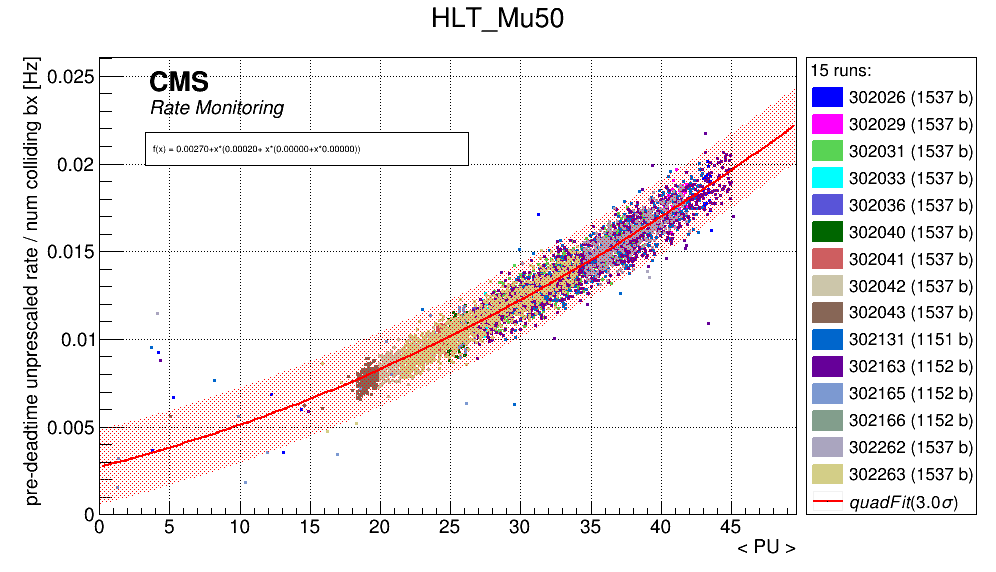 HLT_Mu50
pre-deadtime unprescaled rate / num colliding bx [Hz]
0.025
0.02
0.015
0.01
0.005
0
CMS
Rate Monitoring
f(x) = 0.00270+x*(0.00020+ x*(0.00000+x*0.00000))
0 5 10 15 20 25 30 35 40 45
< PU >
15 runs:
302026 (1537 b)
302029 (1537 b)
302031 (1537 b)
302033 (1537 b)
302036 (1537 b)
302040 (1537 b)
302041 (1537 b)
302042 (1537 b)
302043 (1537 b)
302131 (1151 b)
302163 (1152 b)
302165 (1152 b)
302166 (1152 b)
302262 (1537 b)
302263 (1537 b)
quadFit(3.0σ)